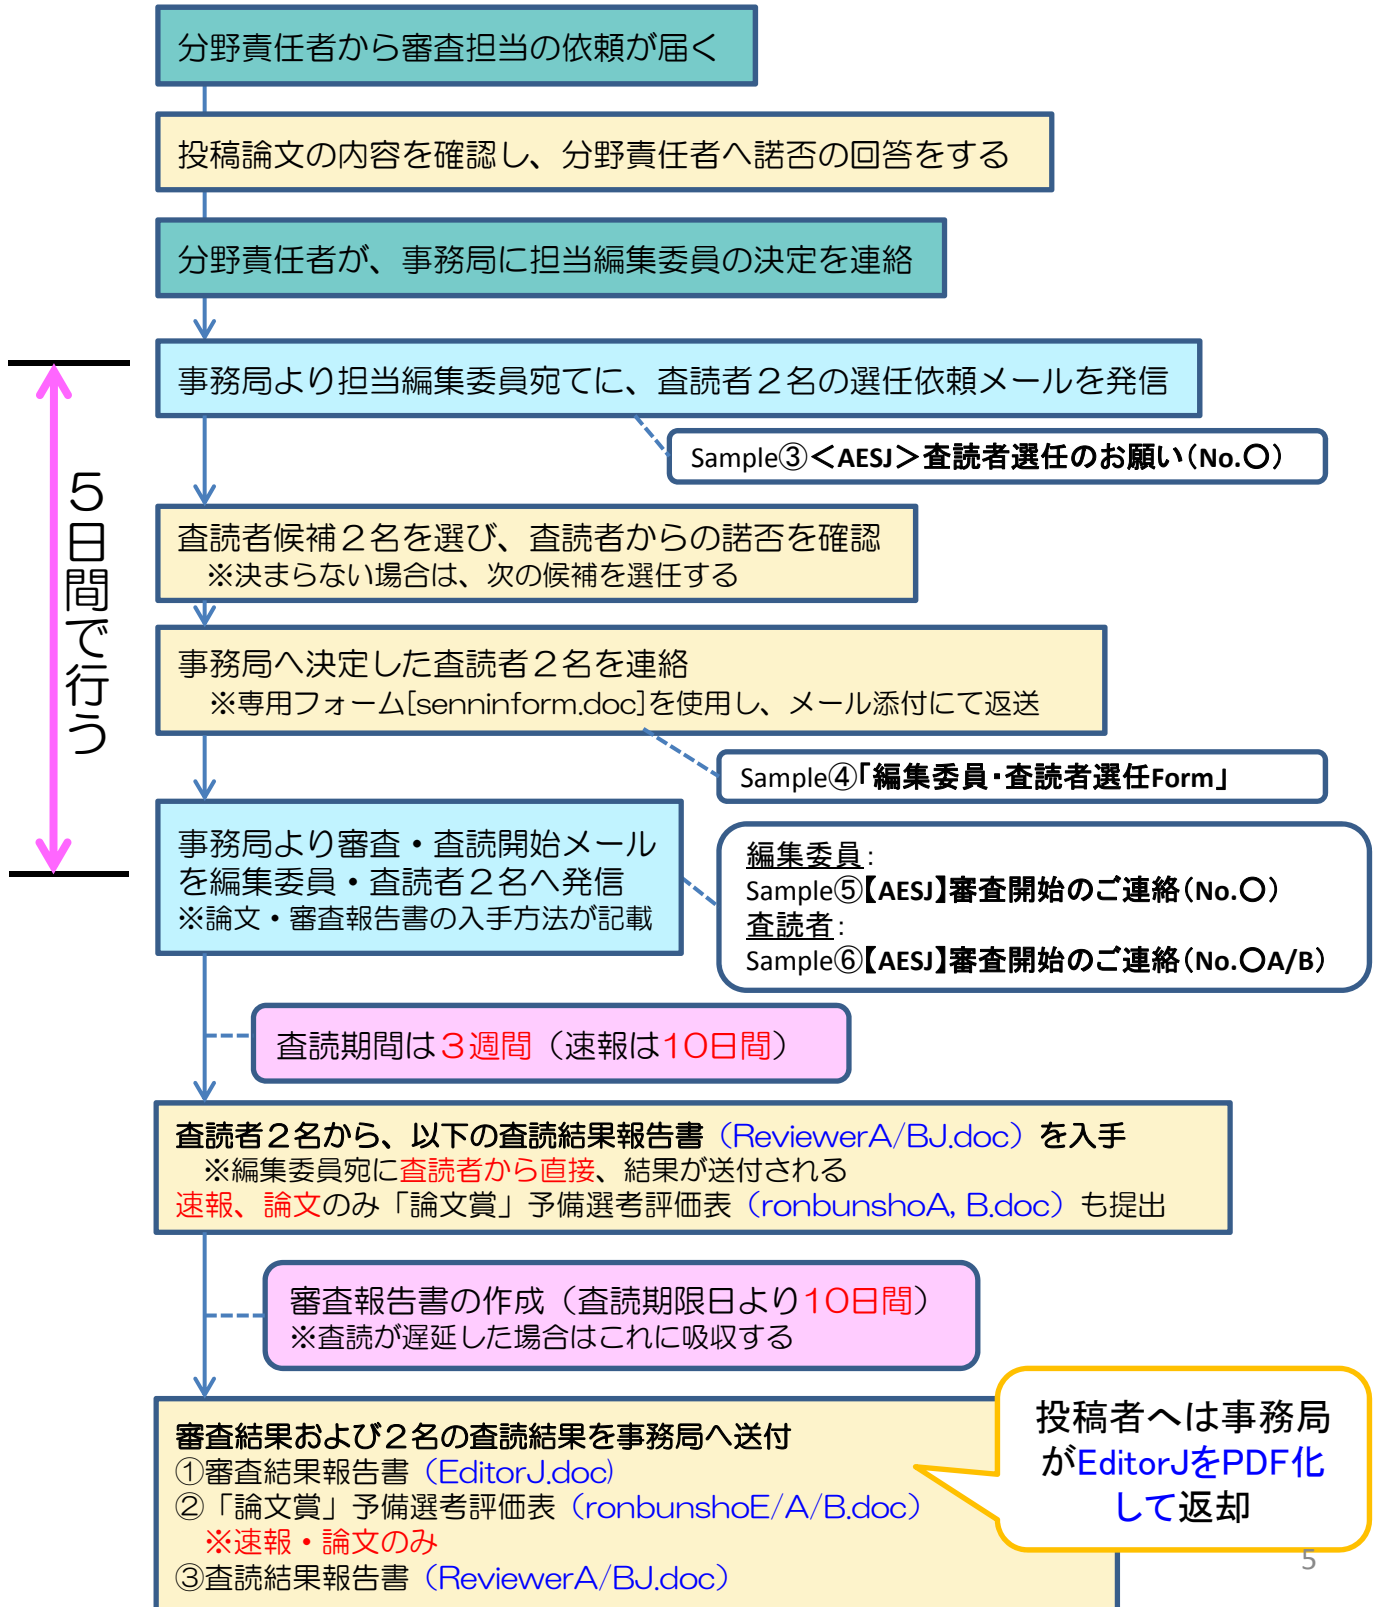 分野責任者から審査担当の依頼が届く
投稿論文の内容を確認し、分野責任者へ諾否の回答をする
分野責任者が、事務局に担当編集委員の決定を連絡
事務局より担当編集委員宛てに、査読者２名の選任依頼メールを発信
Sample③＜AESJ＞査読者選任のお願い（No.〇）
５日間で行う
査読者候補２名を選び、査読者からの諾否を確認
※決まらない場合は、次の候補を選任する
事務局へ決定した査読者２名を連絡
※専用フォーム[senninform.doc]を使用し、メール添付にて返送
Sample④「編集委員・査読者選任Form」
事務局より審査・査読開始メール
を編集委員・査読者２名へ発信
※論文・審査報告書の入手方法が記載
編集委員：
Sample⑤【AESJ】審査開始のご連絡（No.〇）
査読者：
Sample⑥【AESJ】審査開始のご連絡（No.〇A/B）
査読期間は３週間（速報は10日間）
査読者２名から、以下の査読結果報告書（ReviewerA/BJ.doc）を入手
※編集委員宛に査読者から直接、結果が送付される
速報、論文のみ「論文賞」予備選考評価表（ronbunshoA, B.doc）も提出
審査報告書の作成（査読期限日より10日間）
※査読が遅延した場合はこれに吸収する
審査結果および２名の査読結果を事務局へ送付
①審査結果報告書（EditorJ.doc)
②「論文賞」予備選考評価表（ronbunshoE/A/B.doc）
※速報・論文のみ
③査読結果報告書（ReviewerA/BJ.doc）
投稿者へは事務局
がEditorJをPDF化
して返却
5